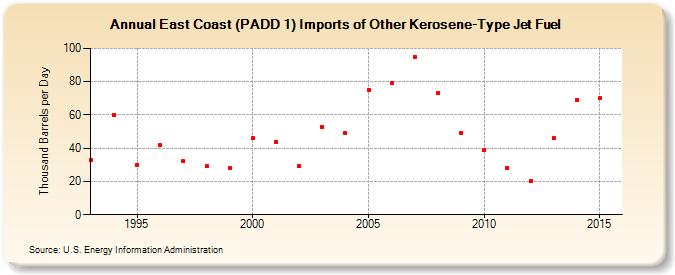 Annual East Coast (PADD 1) Imports of Other Kerosene-Type Jet Fuel
Thousand Barrels per Day
100
80
60
40
20
0
1995 2000 2005 2010 2015
Source: U.S. Energy Information Administration